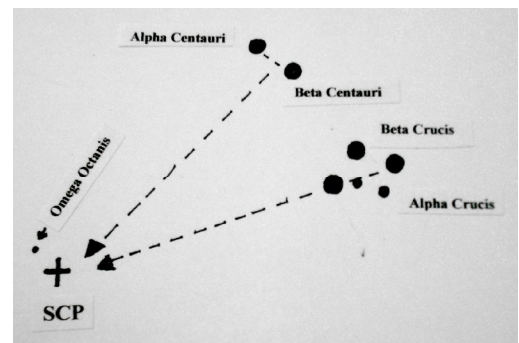 Alpha Centauri
Beta Centauri
Beta Crucis
Omega Octanis
Alpha Crucis
SCP